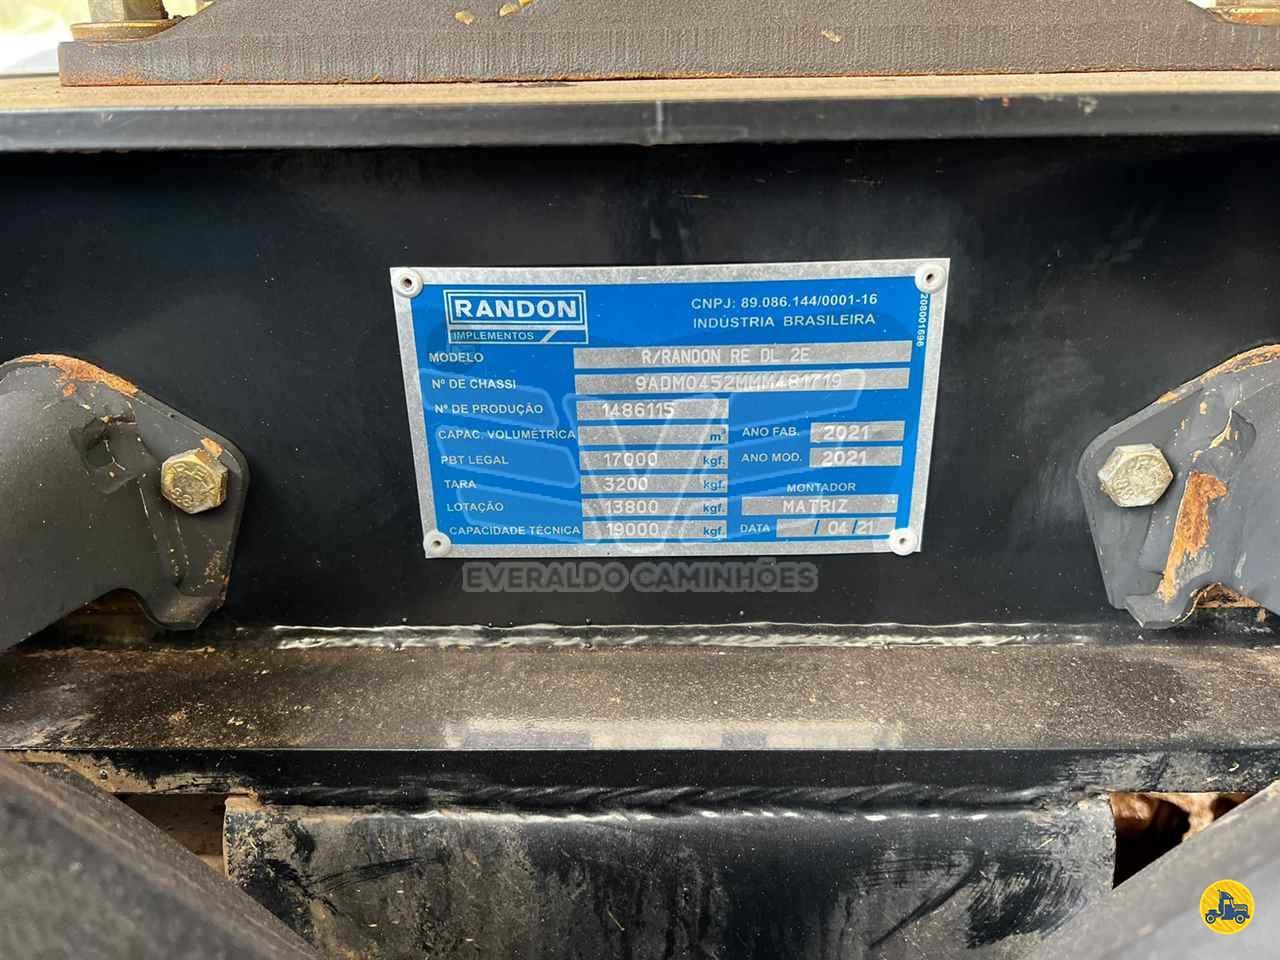 RANDON
IMPLEMENTOS
CNPJ: 89.086.144/0001-16
INDÚSTRIA BRASILEIRA
208001696
MODELO R/RANDON RE DL 2E
Nº DE CHASSI 9ADM0452MMM481719
Nº DE PRODUÇÃO 1486115
CAPAC. VOLUMÉTRICA m³ ANO FAB. 2021
PBT LEGAL 17000 kgf. ANO MOD. 2021
TARA 3200 kgf. MONTADOR
LOTAÇÃO 13800 kgf. MATRIZ
CAPACIDADE TÉCNICA 19000 kgf. DATA / 04/21
EVERALDO CAMINHÕES